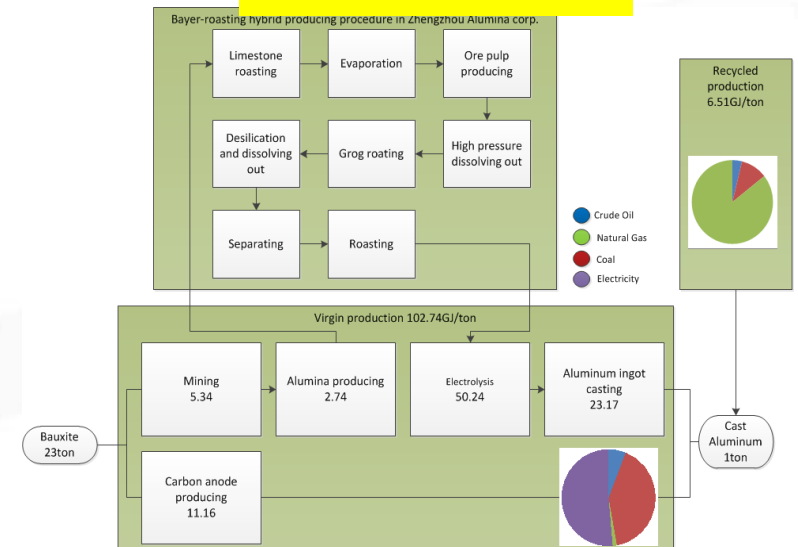 Bayer-roasting hybrid producing procedure in Zhengzhou Alumina corp.
Limestone
roasting
Evaporation
Ore pulp
producing
Desilication
and dissolving
out
Grog roating
High pressure
dissolving out
Separating
Roasting
Recycled
production
6.51GJ/ton
Crude Oil
Natural Gas
Coal
Electricity
Virgin production 102.74GJ/ton
Mining
5.34
Alumina producing
2.74
Electrolysis
50.24
Aluminum ingot
casting
23.17
Bauxite
23ton
Carbon anode
producing
11.16
Cast
Aluminum
1ton